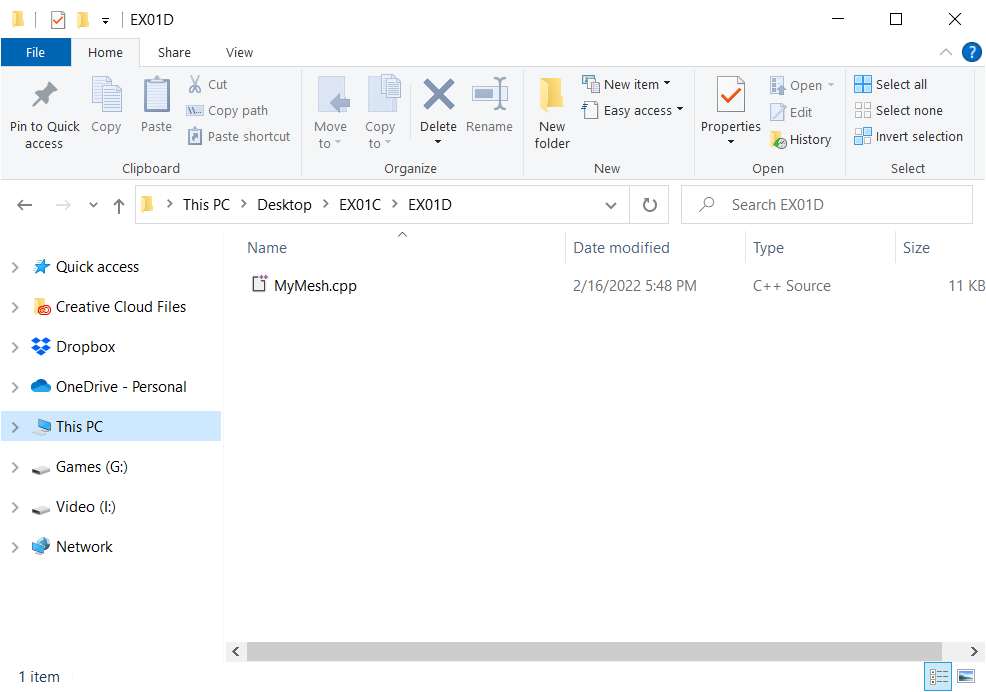 EX01D
File Home Share View
Pin to Quick access
Copy
Paste
Cut
Copy path
Paste shortcut
Clipboard
Move to
Copy to
Delete
Rename
Organize
New folder
New item
Easy access
New
Properties
Open
Edit
History
Open
Select all
Select none
Invert selection
Select
This PC > Desktop > EX01C > EX01D
Search EX01D
Name Date modified Type Size
MyMesh.cpp 2/16/2022 5:48 PM C++ Source 11 KB
Quick access
Creative Cloud Files
Dropbox
OneDrive - Personal
This PC
Games (G:)
Video (I:)
Network
1 item